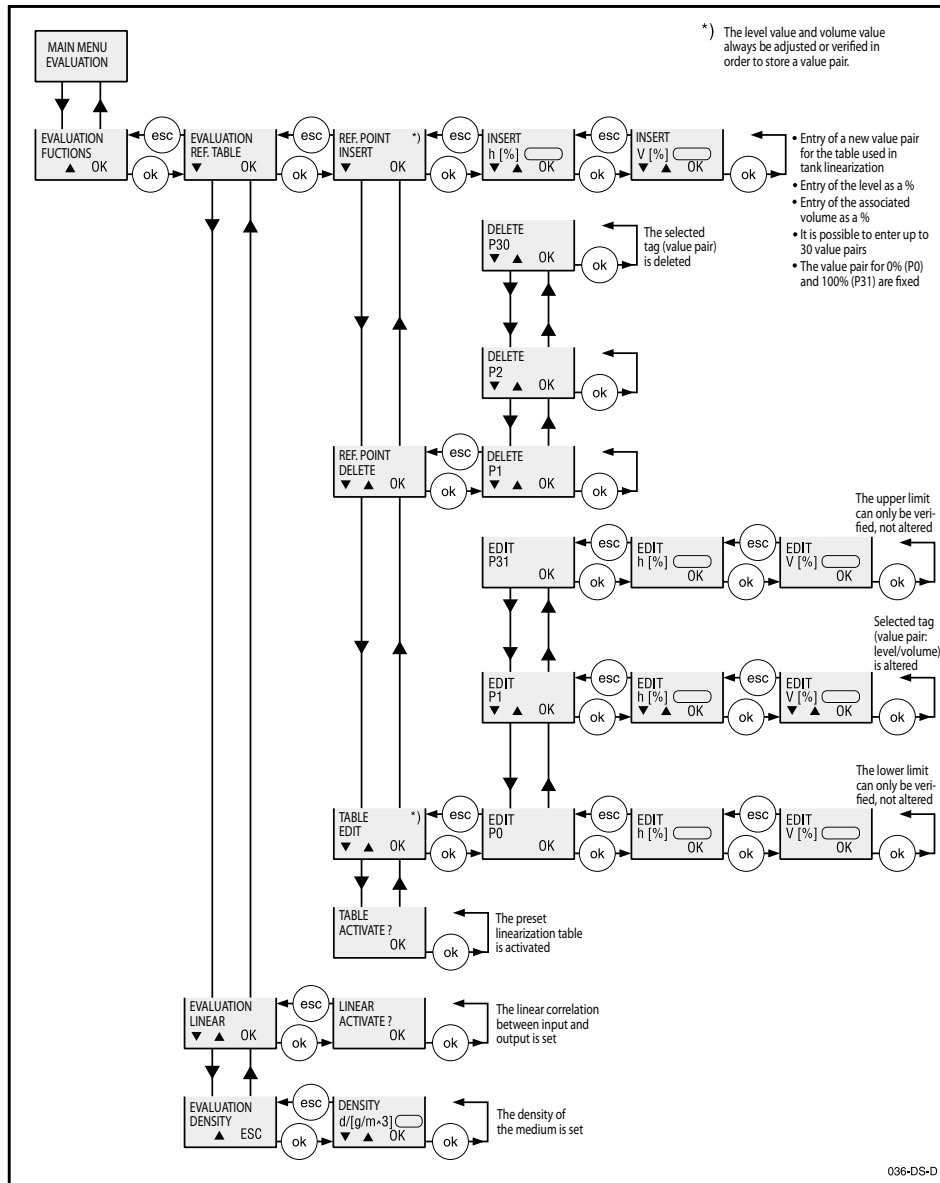 *) The level value and volume value
always be adjusted or verified in
order to store a value pair.
MAIN MENU
EVALUATION
EVALUATION
FUCTIONS
▲ OK
esc
ok
EVALUATION
REF. TABLE
▼ OK
esc
ok
REF. POINT *)
INSERT
▼ ▲ OK
esc
ok
INSERT
h [%]
▼ ▲ OK
esc
ok
INSERT
V [%]
▼ ▲ OK
ok
• Entry of a new value pair
for the table used in
tank linearization
• Entry of the level as a %
• Entry of the associated
volume as a %
• It is possible to enter up to
30 value pairs
• The value pair for 0% (P0)
and 100% (P31) are fixed
DELETE
P30
▼ ▲ OK
ok
The selected
tag (value pair)
is deleted
DELETE
P2
▼ ▲ OK
ok
REF. POINT
DELETE
▼ ▲ OK
esc
ok
DELETE
P1
▼ ▲ OK
ok
The upper limit
can only be veri-
fied, not altered
EDIT
P31
OK
esc
ok
EDIT
h [%]
OK
esc
ok
EDIT
V [%]
OK
ok
Selected tag
(value pair:
level/volume)
is altered
EDIT
P1
▼ ▲ OK
esc
ok
EDIT
h [%]
▼ ▲ OK
esc
ok
EDIT
V [%]
▼ ▲ OK
ok
The lower limit
can only be veri-
fied, not altered
TABLE *)
EDIT
▼ ▲ OK
esc
ok
EDIT
P0
OK
esc
ok
EDIT
h [%]
OK
esc
ok
EDIT
V [%]
OK
ok
TABLE
ACTIVATE ?
OK
ok
The preset
linearization table
is activated
EVALUATION
LINEAR
▼ ▲ OK
esc
ok
LINEAR
ACTIVATE ?
OK
ok
The linear correlation
between input and
output is set
EVALUATION
DENSITY
▲ ESC
esc
ok
DENSITY
d/[g/m^3]
▼ ▲ OK
ok
The density of
the medium is set
036-DS-D